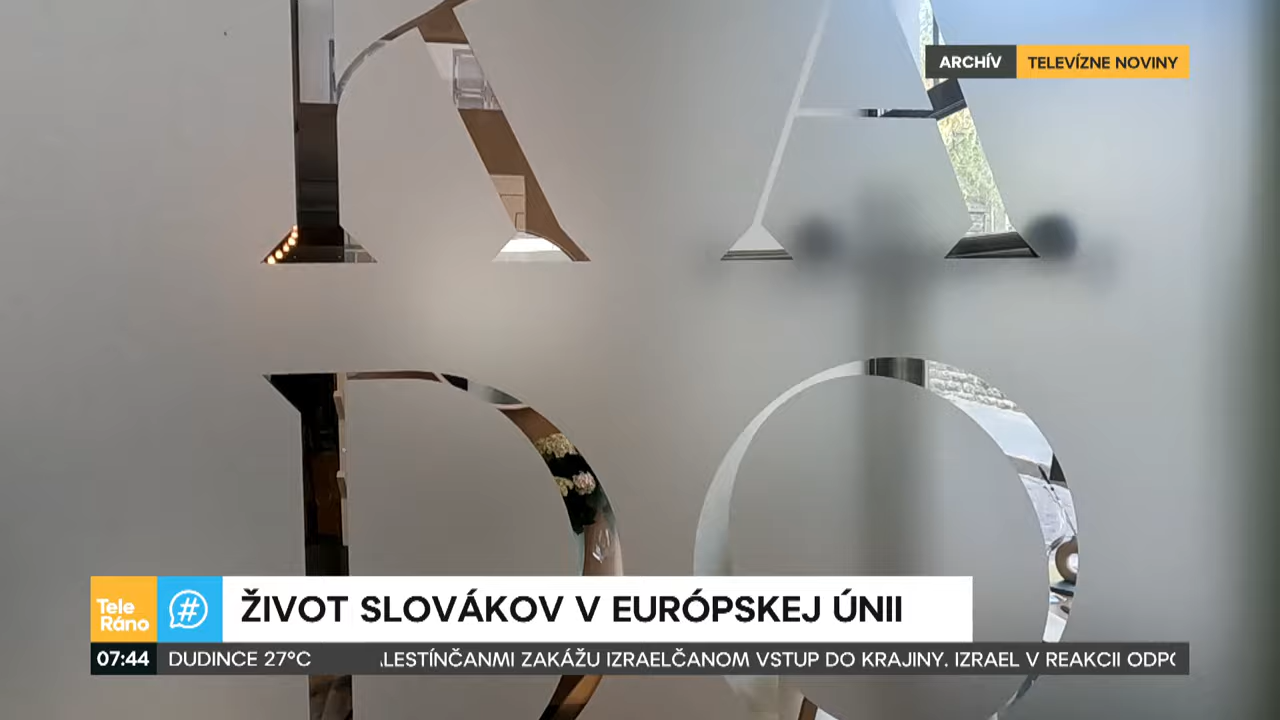 K A
ARCHÍV TELEVÍZNE NOVINY
D O
Tele
Ráno
# ŽIVOT SLOVÁKOV V EURÓPSKEJ ÚNII
07:44 DUDINCE 27°C ZAKÁŽU IZRAELČANOM VSTUP DO KRAJINY. IZRAEL V REAKCII